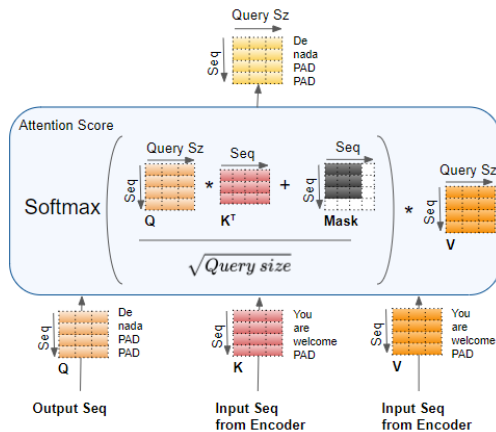 Query Sz
Seq
De
nada
PAD
PAD
Attention Score
Softmax
Query Sz
Seq
Q
*
Seq
Kᵀ
+
Seq
Mask
√Query size
*
Query Sz
Seq
V
Seq
De
nada
PAD
PAD
Q
Output Seq
Seq
You
are
welcome
PAD
K
Input Seq
from Encoder
Seq
You
are
welcome
PAD
V
Input Seq
from Encoder